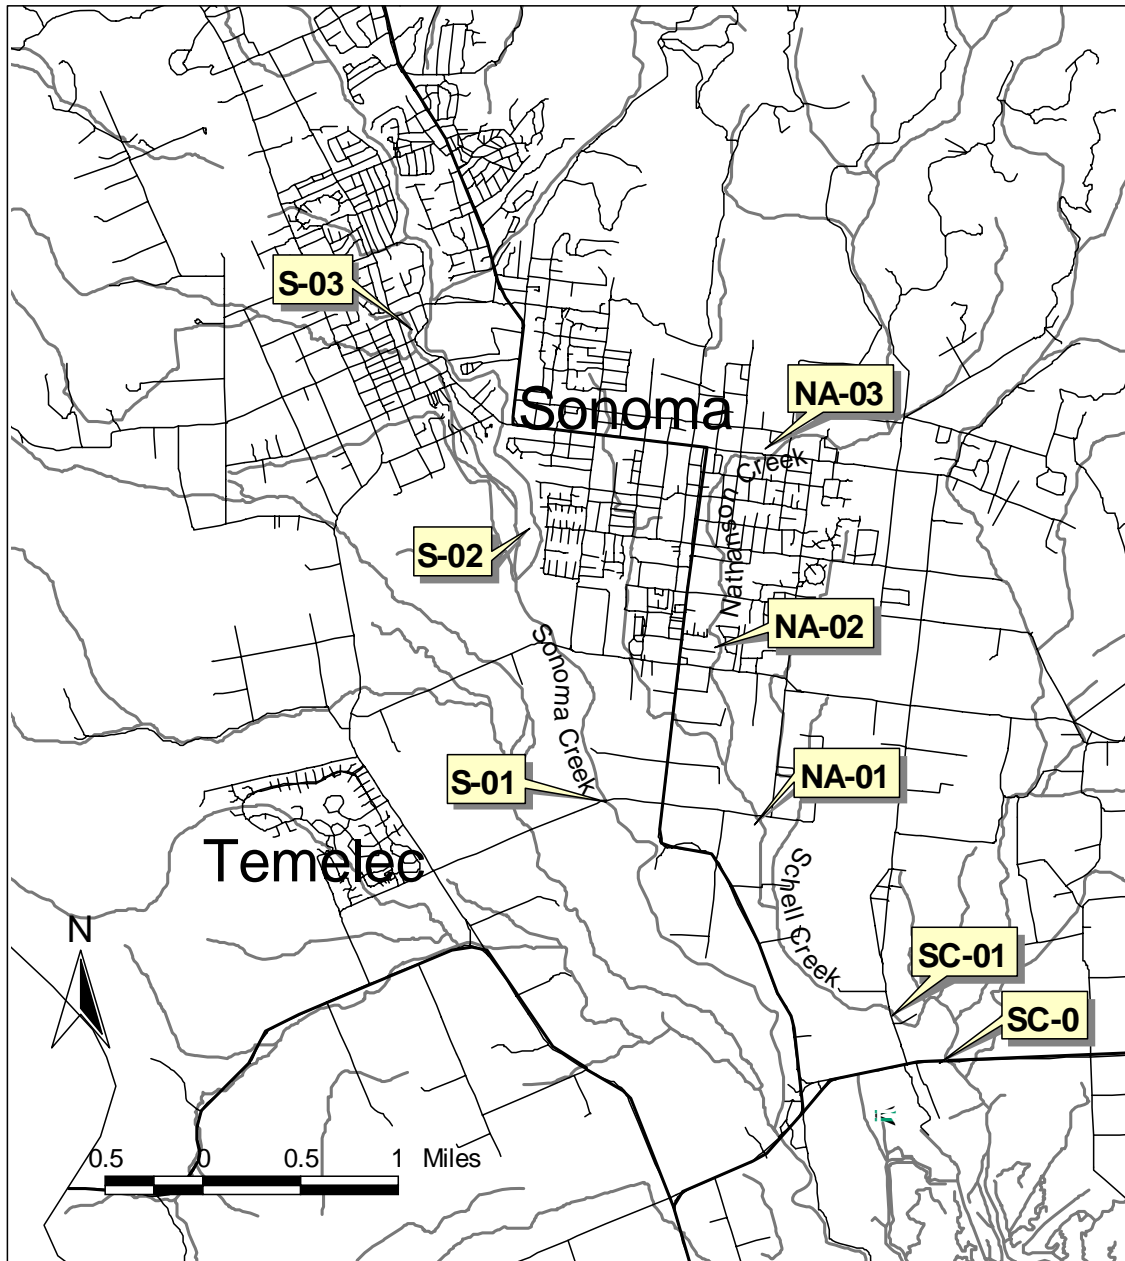 S-03
Sonoma
NA-03
Nathanson Creek
S-02
NA-02
Sonoma Creek
S-01
NA-01
Temelec
Schell Creek
N
SC-01
SC-0
0.5 0 0.5 1 Miles